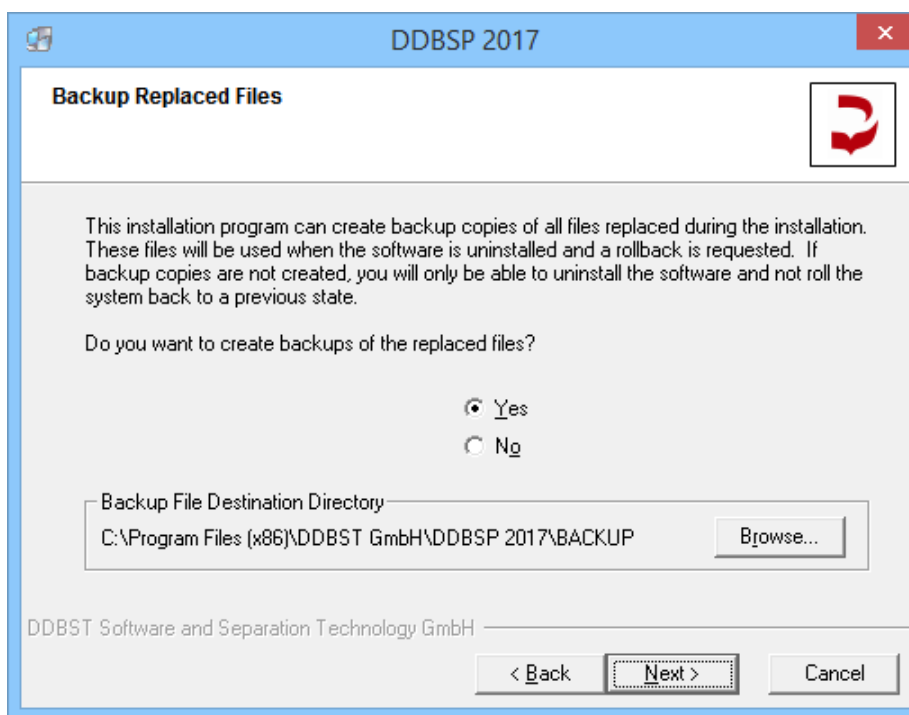 DDBSP 2017
Backup Replaced Files
This installation program can create backup copies of all files replaced during the installation.
These files will be used when the software is uninstalled and a rollback is requested.  If
backup copies are not created, you will only be able to uninstall the software and not roll the
system back to a previous state.
Do you want to create backups of the replaced files?
Yes
No
Backup File Destination Directory
C:\Program Files (x86)\DDBST GmbH\DDBSP 2017\BACKUP
Browse...
DDBST Software and Separation Technology GmbH
< Back
Next >
Cancel